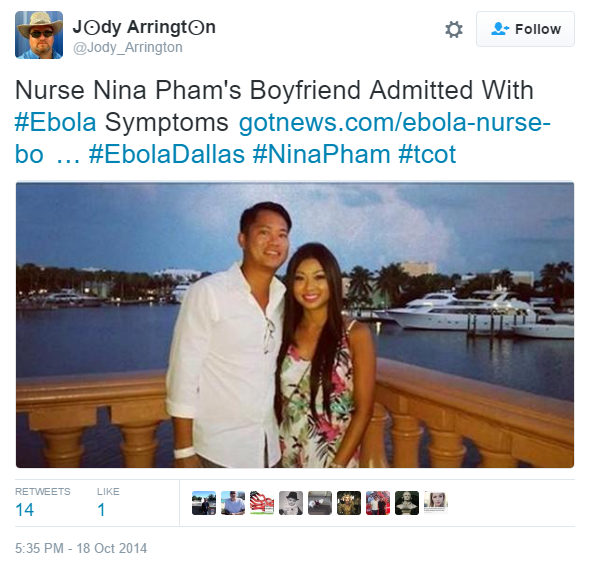 J⊙dy Arringt⊙n
@Jody_Arrington
Follow
Nurse Nina Pham's Boyfriend Admitted With
#Ebola Symptoms gotnews.com/ebola-nurse-
bo … #EbolaDallas #NinaPham #tcot
RETWEETS LIKE
14 1
5:35 PM - 18 Oct 2014